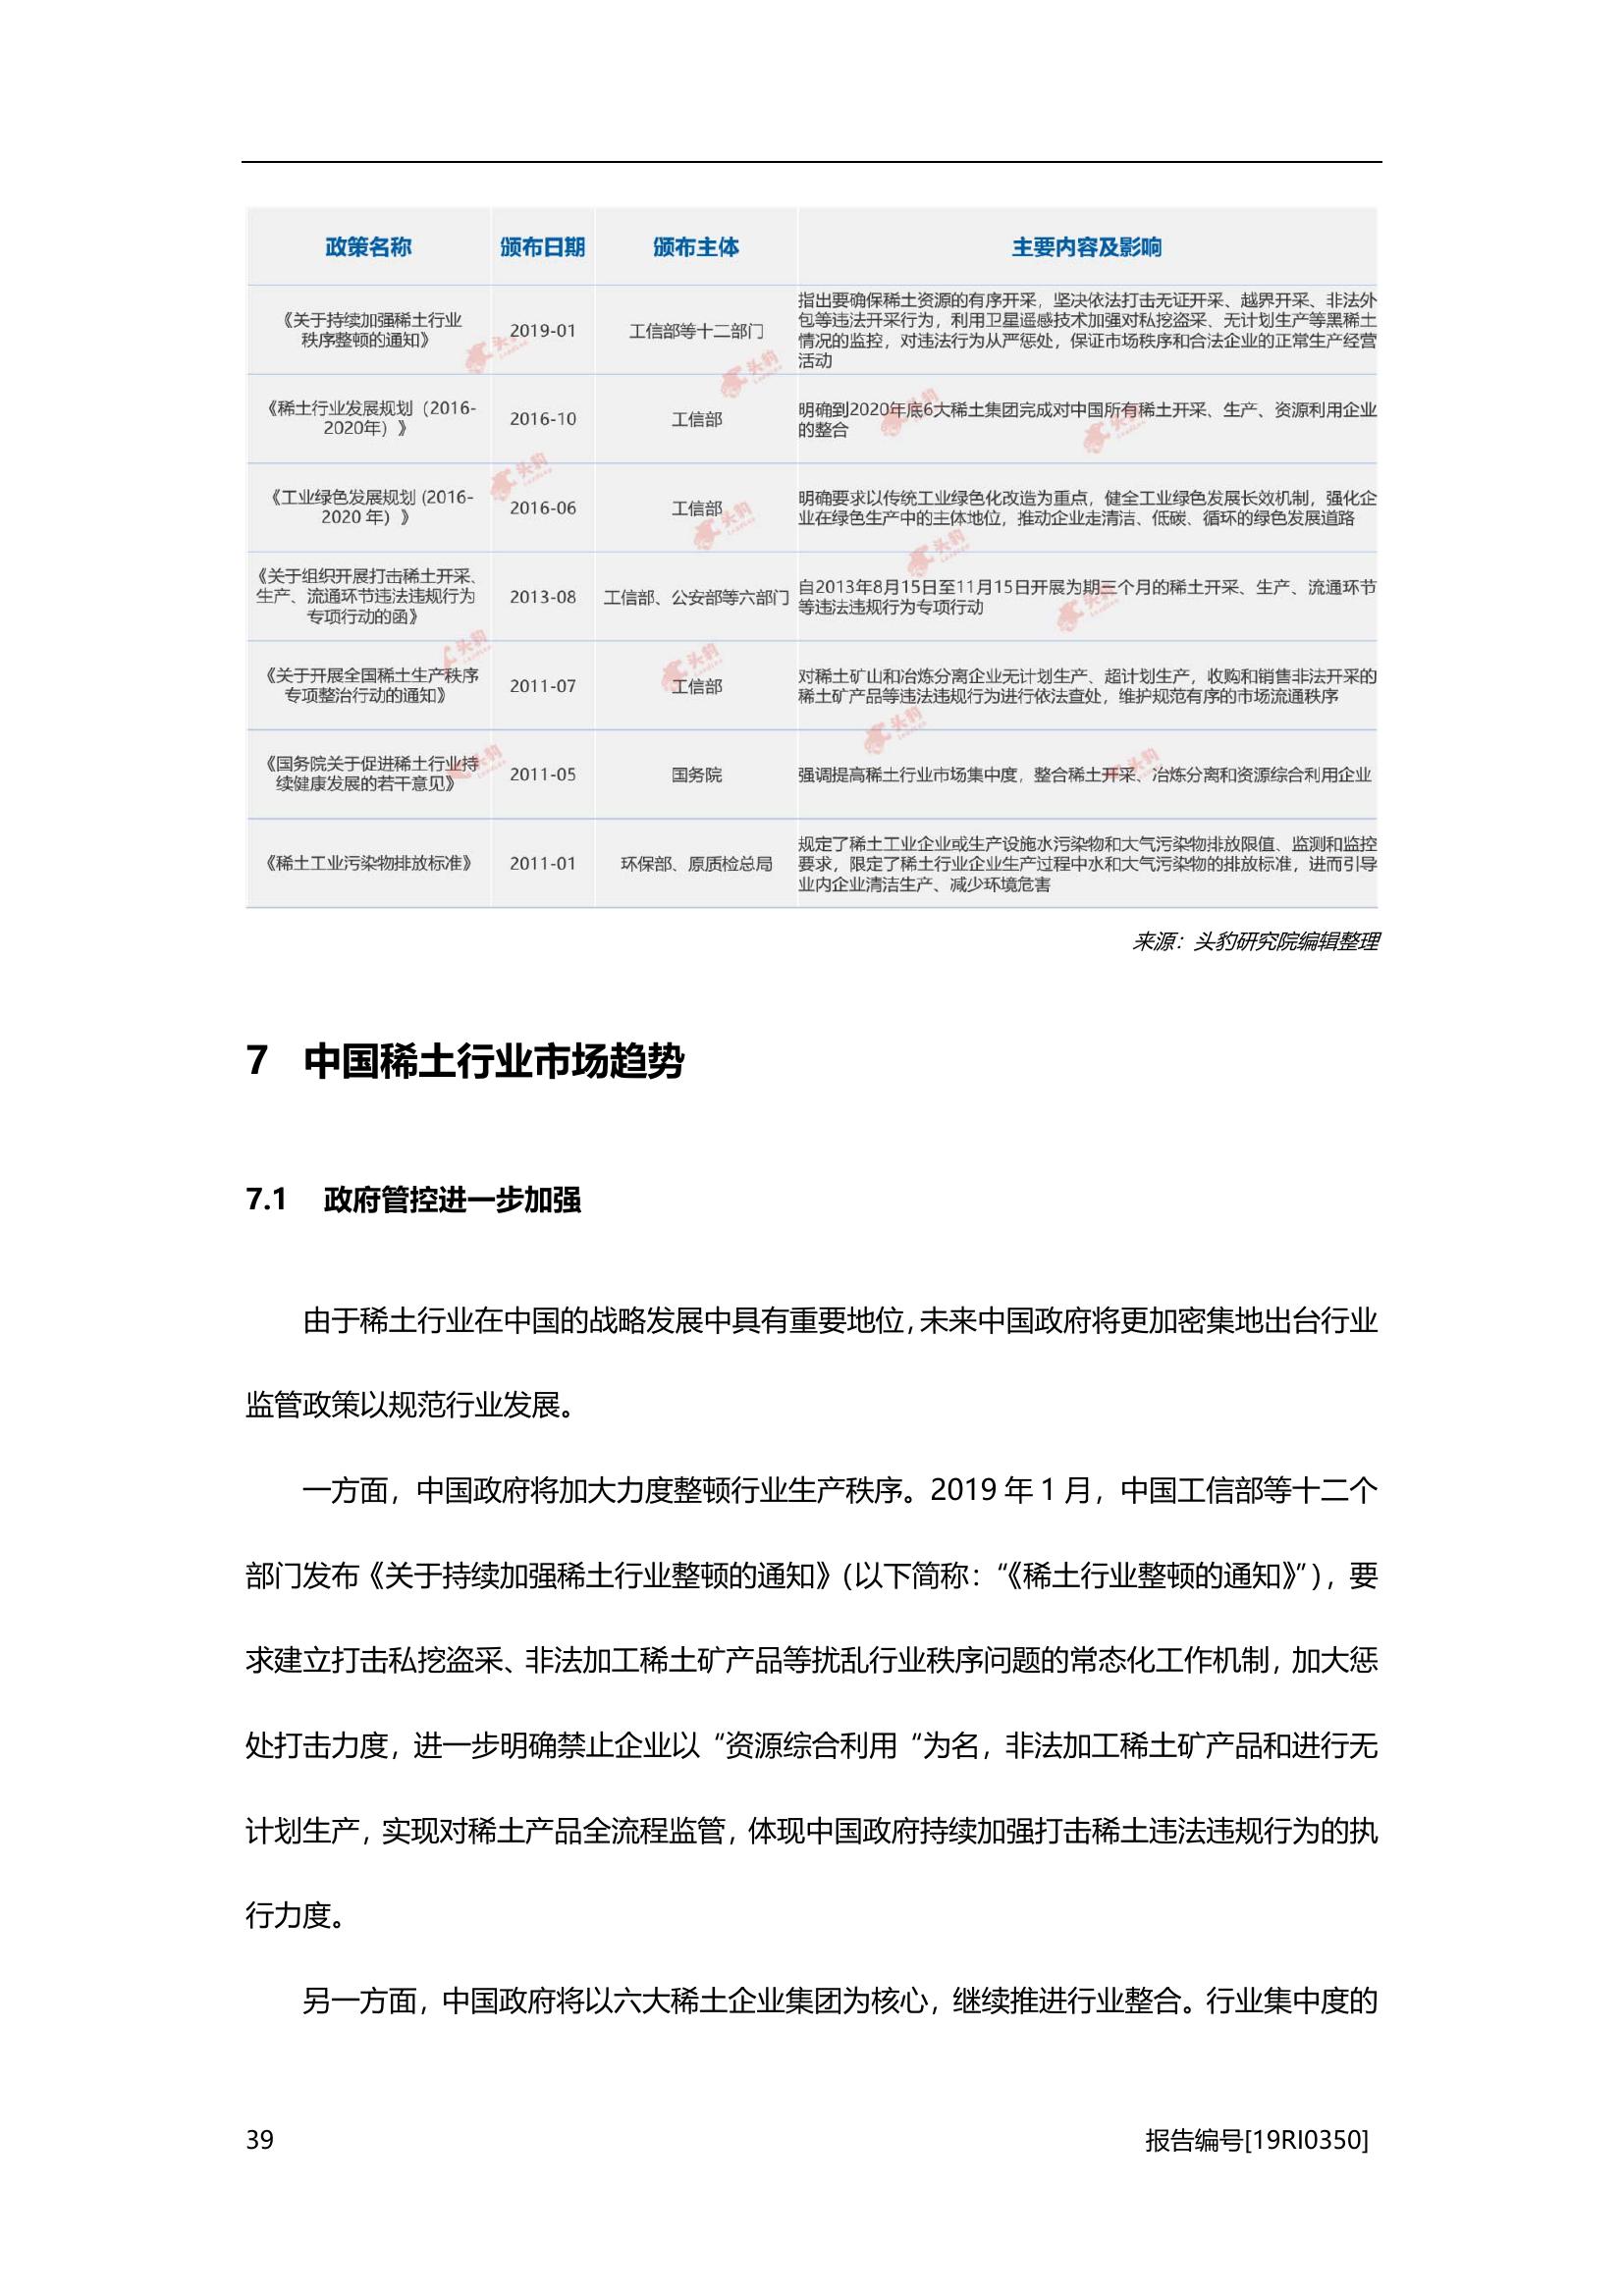 政策名称 颁布日期 颁布主体 主要内容及影响
《关于持续加强稀土行业
秩序整顿的通知》
2019-01
工信部等十二部门
指出要确保稀土资源的有序开采，坚决依法打击无证开采、越界开采、非法外
包等违法开采行为，利用卫星遥感技术加强对私挖盗采、无计划生产等黑稀土
情况的监控，对违法行为从严惩处，保证市场秩序和合法企业的正常生产经营
活动
《稀土行业发展规划（2016-
2020年）》
2016-10
工信部
明确到2020年底6大稀土集团完成对中国所有稀土开采、生产、资源利用企业
的整合
《工业绿色发展规划 (2016-
2020 年）》
2016-06
工信部
明确要求以传统工业绿色化改造为重点，健全工业绿色发展长效机制，强化企
业在绿色生产中的主体地位，推动企业走清洁、低碳、循环的绿色发展道路
《关于组织开展打击稀土开采、
生产、流通环节违法违规行为
专项行动的函》
2013-08
工信部、公安部等六部门
自2013年8月15日至11月15日开展为期三个月的稀土开采、生产、流通环节
等违法违规行为专项行动
《关于开展全国稀土生产秩序
专项整治行动的通知》
2011-07
工信部
对稀土矿山和冶炼分离企业无计划生产、超计划生产，收购和销售非法开采的
稀土矿产品等违法违规行为进行依法查处，维护规范有序的市场流通秩序
《国务院关于促进稀土行业持
续健康发展的若干意见》
2011-05
国务院
强调提高稀土行业市场集中度，整合稀土开采、冶炼分离和资源综合利用企业
《稀土工业污染物排放标准》
2011-01
环保部、原质检总局
规定了稀土工业企业或生产设施水污染物和大气污染物排放限值、监测和监控
要求，限定了稀土行业企业生产过程中水和大气污染物的排放标准，进而引导
业内企业清洁生产、减少环境危害
来源：头豹研究院编辑整理
7 中国稀土行业市场趋势
7.1 政府管控进一步加强
由于稀土行业在中国的战略发展中具有重要地位，未来中国政府将更加密集地出台行业
监管政策以规范行业发展。
一方面，中国政府将加大力度整顿行业生产秩序。2019 年 1 月，中国工信部等十二个
部门发布《关于持续加强稀土行业整顿的通知》（以下简称：“《稀土行业整顿的通知》”），要
求建立打击私挖盗采、非法加工稀土矿产品等扰乱行业秩序问题的常态化工作机制，加大惩
处打击力度，进一步明确禁止企业以“资源综合利用“为名，非法加工稀土矿产品和进行无
计划生产，实现对稀土产品全流程监管，体现中国政府持续加强打击稀土违法违规行为的执
行力度。
另一方面，中国政府将以六大稀土企业集团为核心，继续推进行业整合。行业集中度的
39 报告编号[19RI0350]